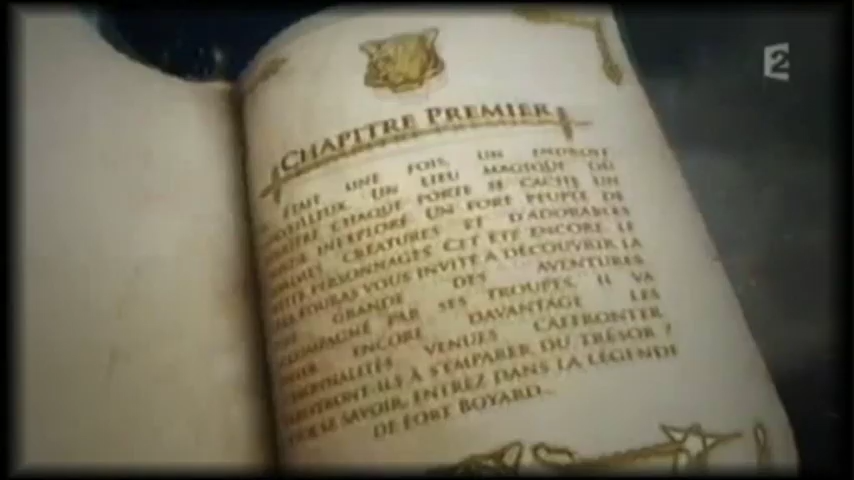 2
CHAPITRE PREMIER
ÉTAIT UNE FOIS, UN ENDROIT
UN LIEU MAGIQUE OÙ
CHAQUE PORTE SE CACHE UN
INEXPLORÉ UN FORT PEUPLÉ DE
CRÉATURES ET D'ADORABLES
PERSONNAGES CET ÉTÉ ENCORE, LE
FOURAS VOUS INVITE À DÉCOUVRIR LA
GRANDE DES AVENTURES
PAR SES TROUPES, IL VA
ENCORE DAVANTAGE LES
VENUES L'AFFRONTER
ILS À S'EMPARER DU TRÉSOR ?
LE SAVOIR, ENTREZ DANS LA LÉGENDE
DE FORT BOYARD...